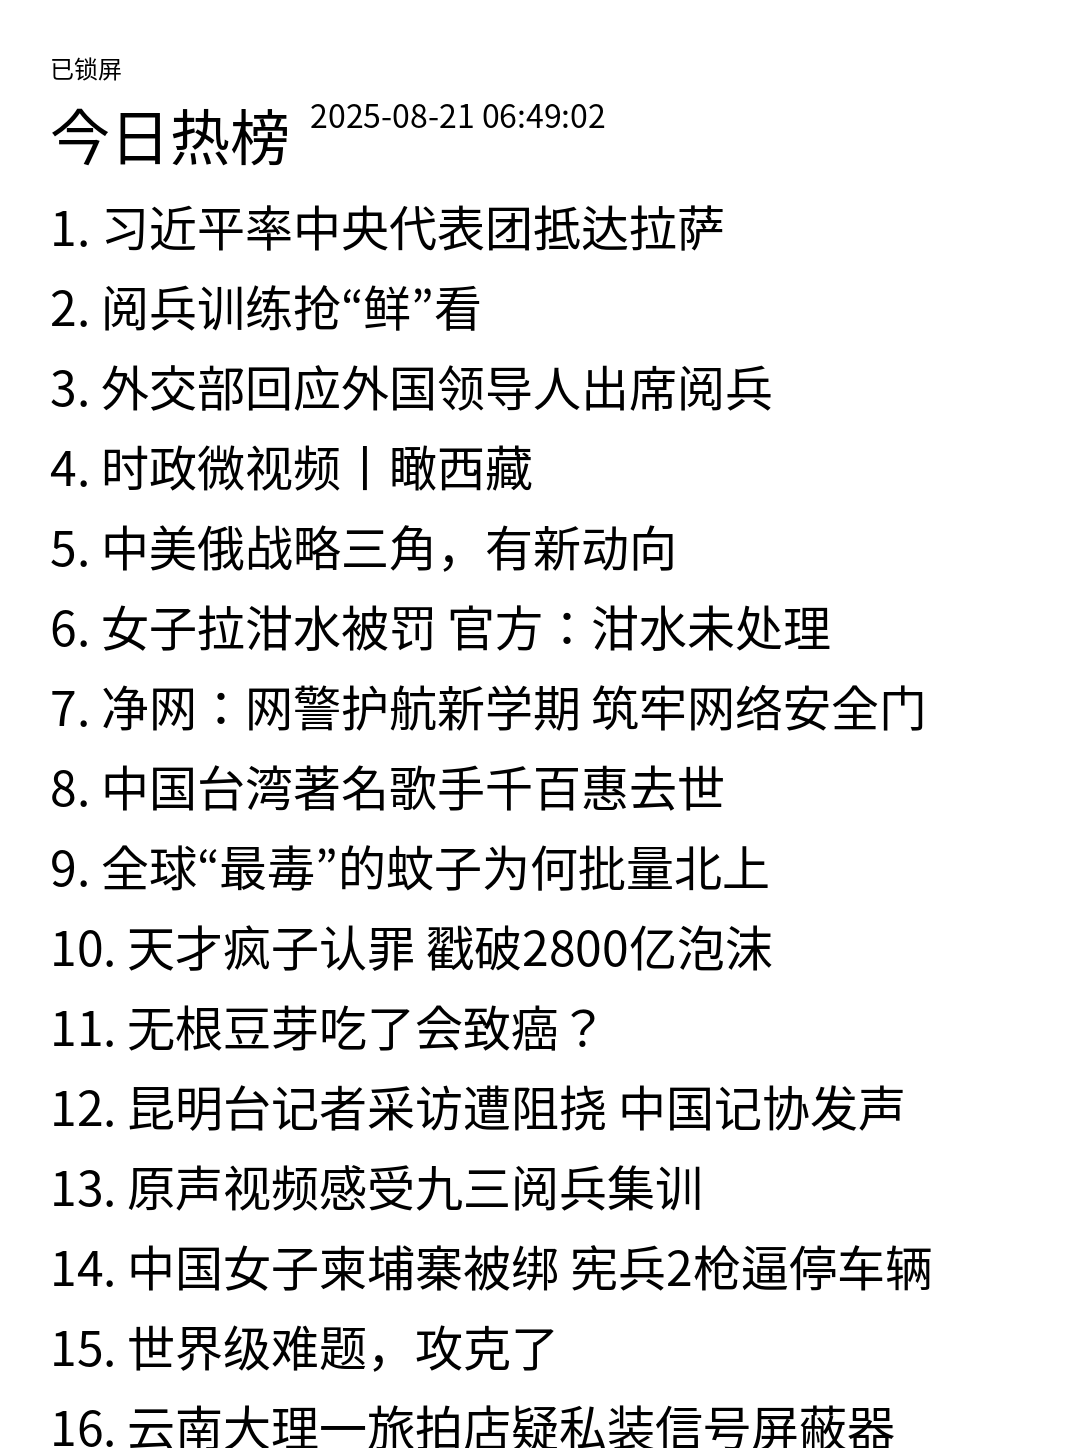 已锁屏
今日热榜 2025-08-21 06:49:02
1. 习近平率中央代表团抵达拉萨
2. 阅兵训练抢“鲜”看
3. 外交部回应外国领导人出席阅兵
4. 时政微视频丨瞰西藏
5. 中美俄战略三角，有新动向
6. 女子拉泔水被罚 官方：泔水未处理
7. 净网：网警护航新学期 筑牢网络安全门
8. 中国台湾著名歌手千百惠去世
9. 全球“最毒”的蚊子为何批量北上
10. 天才疯子认罪 戳破2800亿泡沫
11. 无根豆芽吃了会致癌？
12. 昆明台记者采访遭阻挠 中国记协发声
13. 原声视频感受九三阅兵集训
14. 中国女子柬埔寨被绑 宪兵2枪逼停车辆
15. 世界级难题，攻克了
16. 云南大理一旅拍店疑私装信号屏蔽器